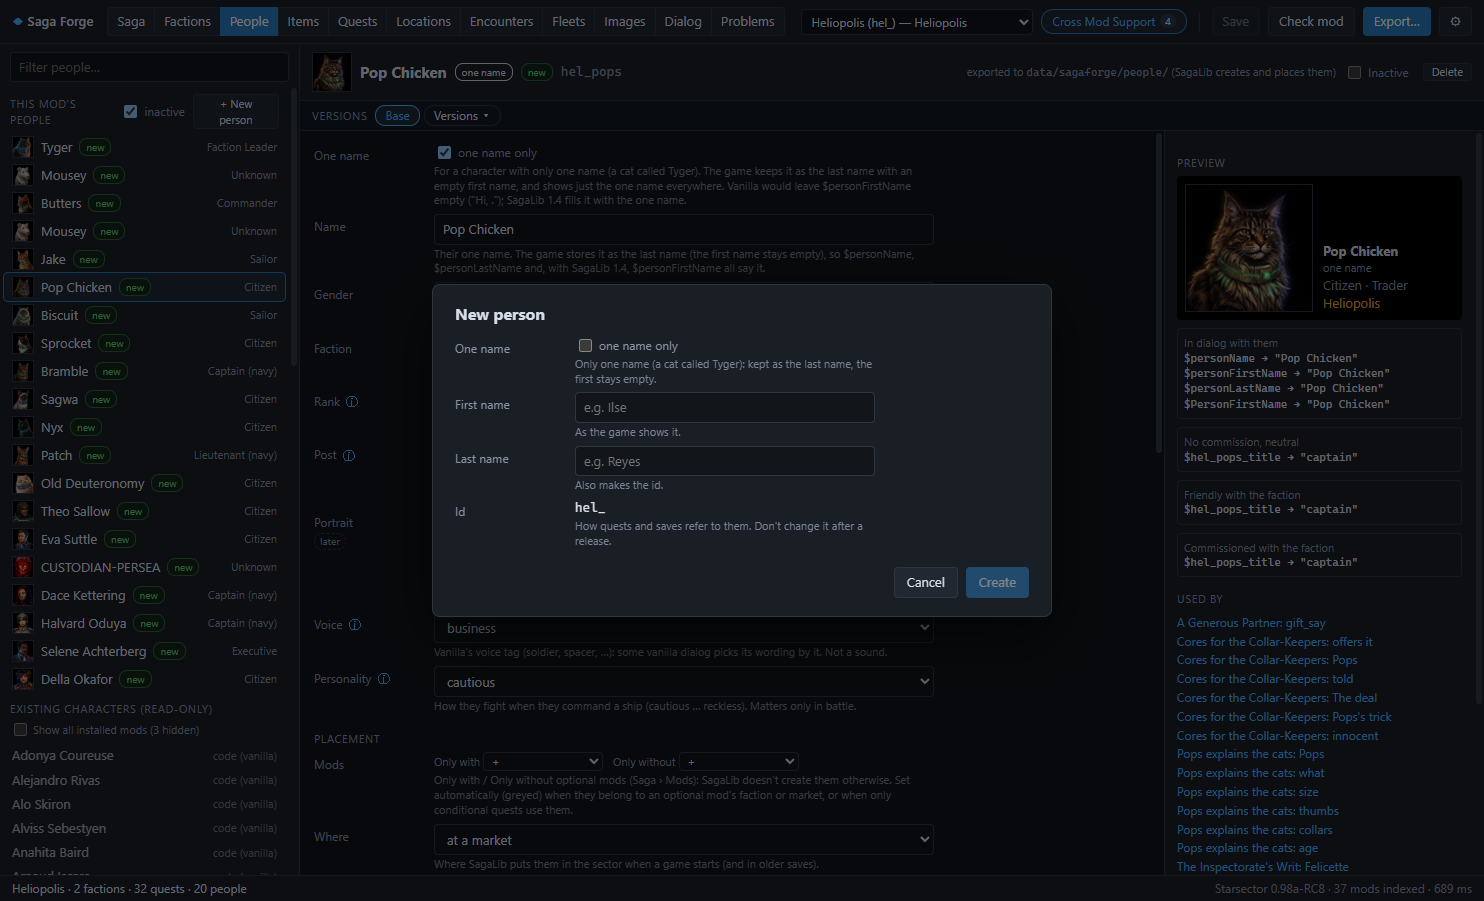 Saga Forge
Saga
Factions
People
Items
Quests
Locations
Encounters
Fleets
Images
Dialog
Problems
Heliopolis (hel_) — Heliopolis
Cross Mod Support 4
Save
Check mod
Export...
Filter people...
THIS MOD'S
PEOPLE
inactive
+ New
person
Tyger new Faction Leader
Mousey new Unknown
Butters new Commander
Mousey new Unknown
Jake new Sailor
Pop Chicken new Citizen
Biscuit new Sailor
Sprocket new Citizen
Bramble new Captain (navy)
Sagwa new Citizen
Nyx new Citizen
Patch new Lieutenant (navy)
Old Deuteronomy new Citizen
Theo Sallow new Citizen
Eva Suttle new Citizen
CUSTODIAN-PERSEA new Unknown
Dace Kettering new Captain (navy)
Halvard Oduya new Captain (navy)
Selene Achterberg new Executive
Della Okafor new Citizen
EXISTING CHARACTERS (READ-ONLY)
Show all installed mods (3 hidden)
Adonya Coureuse code (vanilla)
Alejandro Rivas code (vanilla)
Alo Skiron code (vanilla)
Alviss Sebestyen code (vanilla)
Anahita Baird code (vanilla)
Pop Chicken one name new hel_pops
exported to data/sagaforge/people/ (SagaLib creates and places them)
Inactive
Delete
VERSIONS Base Versions
One name
one name only
For a character with only one name (a cat called Tyger). The game keeps it as the last name with an
empty first name, and shows just the one name everywhere. Vanilla would leave $personFirstName
empty ("Hi, ."); SagaLib 1.4 fills it with the one name.
Name
Pop Chicken
Their one name. The game stores it as the last name (the first name stays empty), so $personName,
$personLastName and, with SagaLib 1.4, $personFirstName all say it.
Gender
Faction
Rank
Post
Portrait
later
New person
One name
one name only
Only one name (a cat called Tyger): kept as the last name, the
first stays empty.
First name
e.g. Ilse
As the game shows it.
Last name
e.g. Reyes
Also makes the id.
Id
hel_
How quests and saves refer to them. Don't change it after a
release.
Cancel
Create
Voice
business
Vanilla's voice tag (soldier, spacer, ...): some vanilla dialog picks its wording by it. Not a sound.
Personality
cautious
How they fight when they command a ship (cautious ... reckless). Matters only in battle.
PLACEMENT
Mods
Only with +
Only without +
Only with / Only without optional mods (Saga › Mods): SagaLib doesn't create them otherwise. Set
automatically (greyed) when they belong to an optional mod's faction or market, or when only
conditional quests use them.
Where
at a market
Where SagaLib puts them in the sector when a game starts (and in older saves).
PREVIEW
Pop Chicken
one name
Citizen · Trader
Heliopolis
In dialog with them
$personName → "Pop Chicken"
$personFirstName → "Pop Chicken"
$personLastName → "Pop Chicken"
$PersonFirstName → "Pop Chicken"
No commission, neutral
$hel_pops_title → "captain"
Friendly with the faction
$hel_pops_title → "captain"
Commissioned with the faction
$hel_pops_title → "captain"
USED BY
A Generous Partner: gift_say
Cores for the Collar-Keepers: offers it
Cores for the Collar-Keepers: Pops
Cores for the Collar-Keepers: told
Cores for the Collar-Keepers: The deal
Cores for the Collar-Keepers: Pops's trick
Cores for the Collar-Keepers: innocent
Pops explains the cats: Pops
Pops explains the cats: what
Pops explains the cats: size
Pops explains the cats: thumbs
Pops explains the cats: collars
Pops explains the cats: age
The Inspectorate's Writ: Felicette
Heliopolis · 2 factions · 32 quests · 20 people
Starsector 0.98a-RC8 · 37 mods indexed · 689 ms